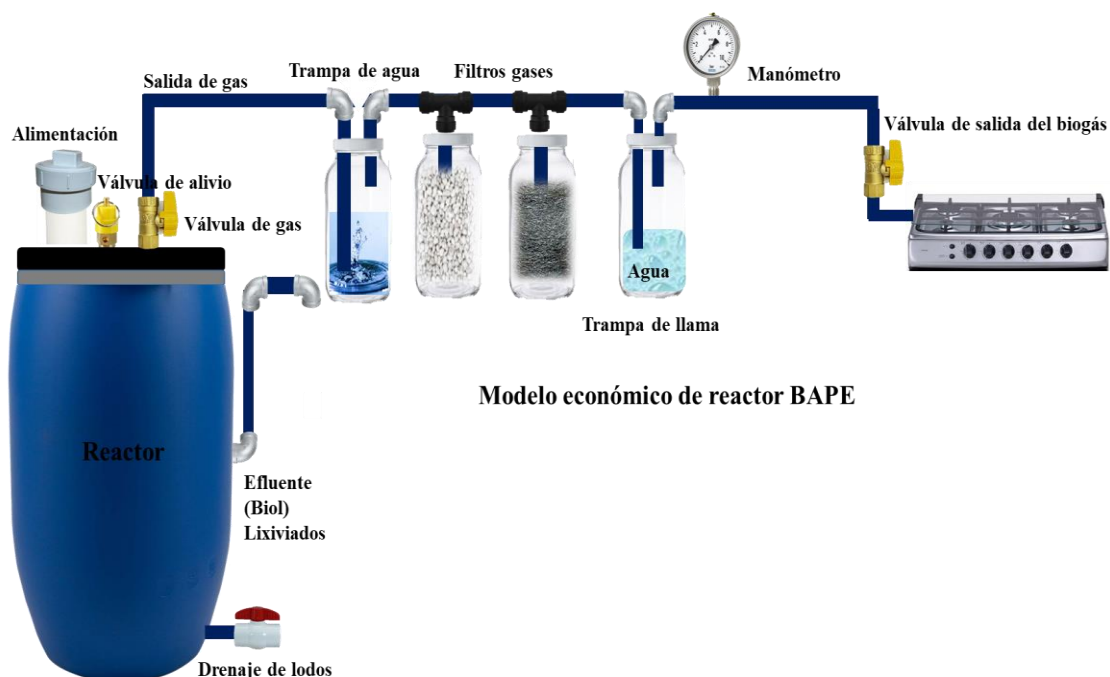 Salida de gas
Trampa de agua
Filtros gases
Manómetro
Alimentación
Válvula de alivio
Válvula de gas
Válvula de salida del biogás
Agua
Trampa de llama
Modelo económico de reactor BAPE
Reactor
Efluente
(Biol)
Lixiviados
Drenaje de lodos